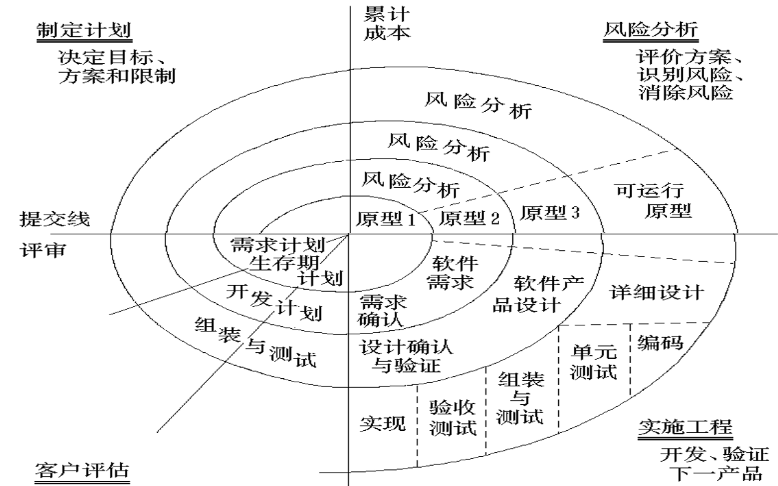 累计
成本
制定计划
决定目标、
方案和限制
风险分析
评价方案、
识别风险、
消除风险
风险分析
风险分析
风险分析
可运行
原型
原型1
原型2
原型3
提交线
评审
需求计划
生存期
计划
开发计划
组装与测试
软件
需求
需求
确认
软件产
品设计
详细设计
设计确认
与验证
实现
验收
测试
组装
与
测试
单元
测试
编码
实施工程
开发、验证
下一产品
客户评估